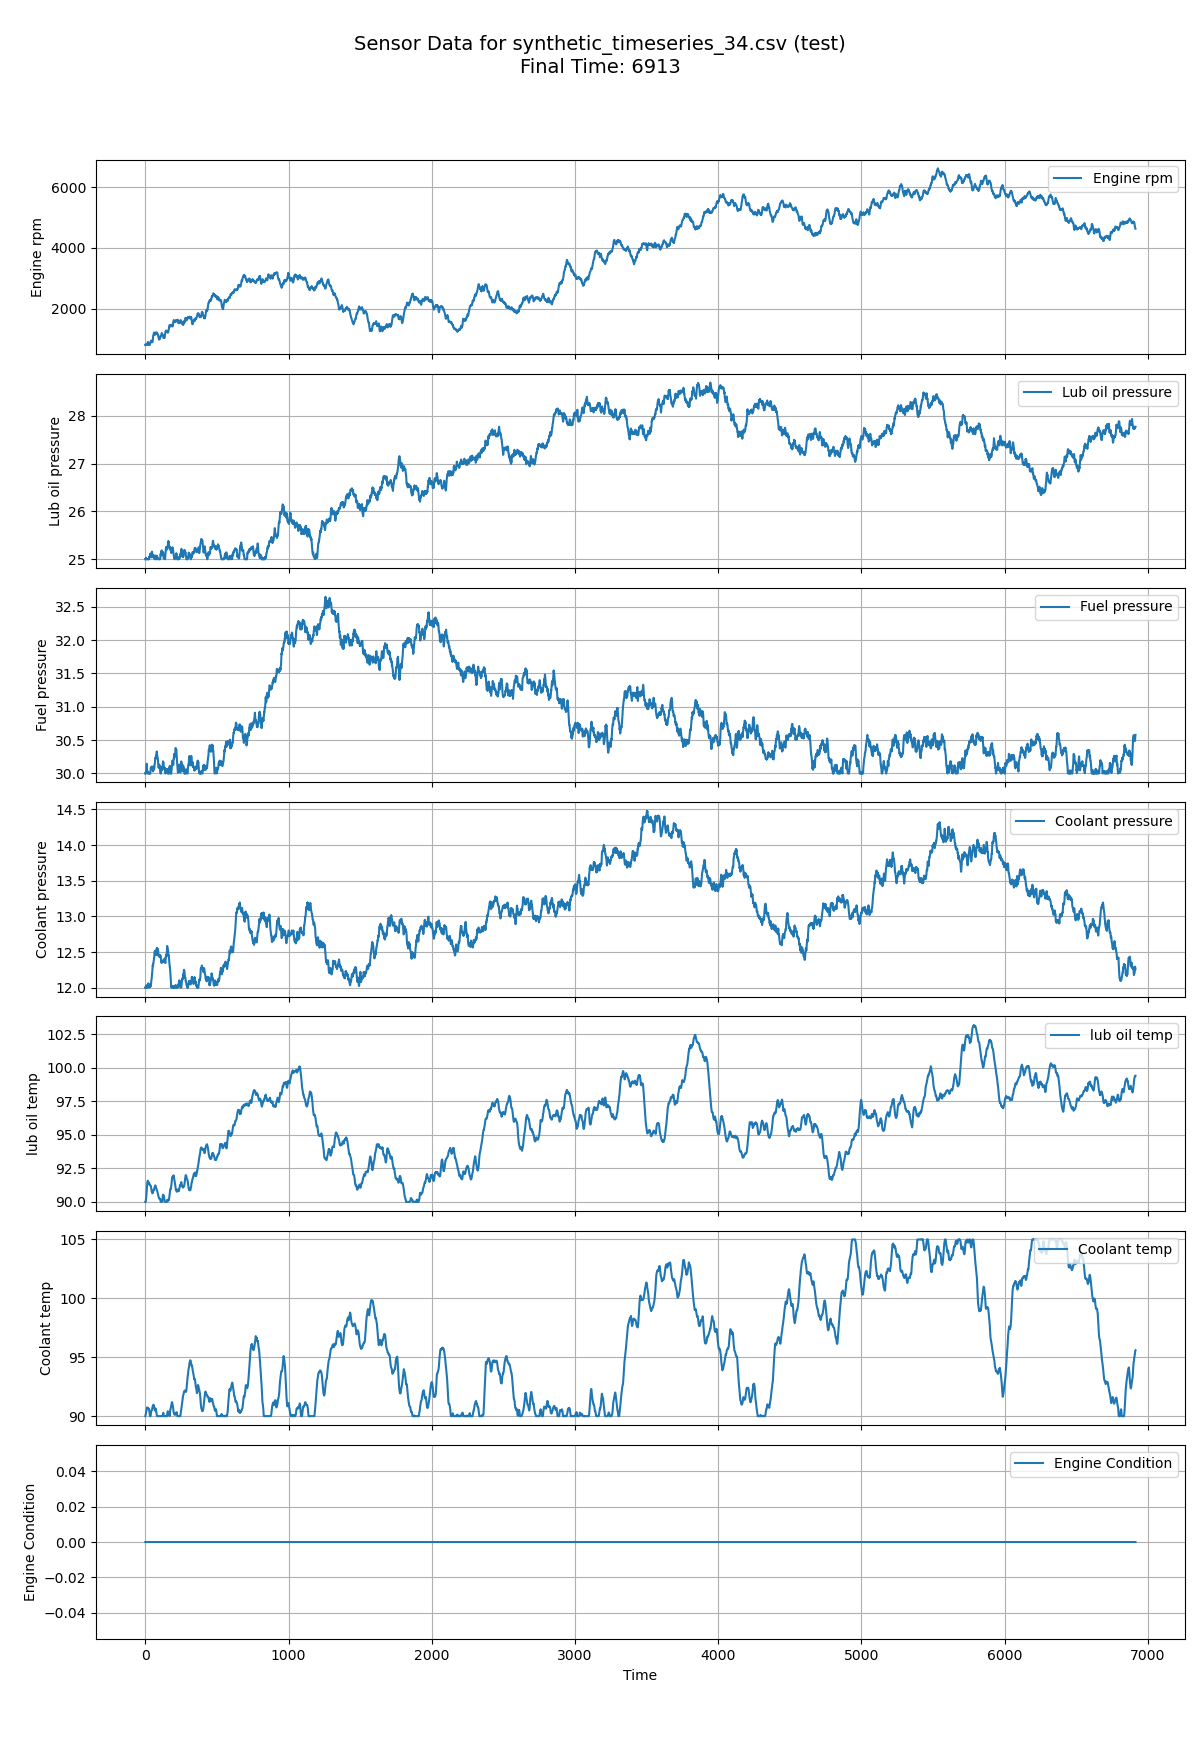 Sensor Data for synthetic_timeseries_34.csv (test)
Final Time: 6913
Engine rpm
6000
4000
2000
Engine rpm
Lub oil pressure
28
27
26
25
Lub oil pressure
Fuel pressure
32.5
32.0
31.5
31.0
30.5
30.0
Fuel pressure
Coolant pressure
14.5
14.0
13.5
13.0
12.5
12.0
Coolant pressure
lub oil temp
102.5
100.0
97.5
95.0
92.5
90.0
lub oil temp
Coolant temp
105
100
95
90
Coolant temp
Engine Condition
0.04
0.02
0.00
−0.02
−0.04
Engine Condition
0 1000 2000 3000 4000 5000 6000 7000
Time